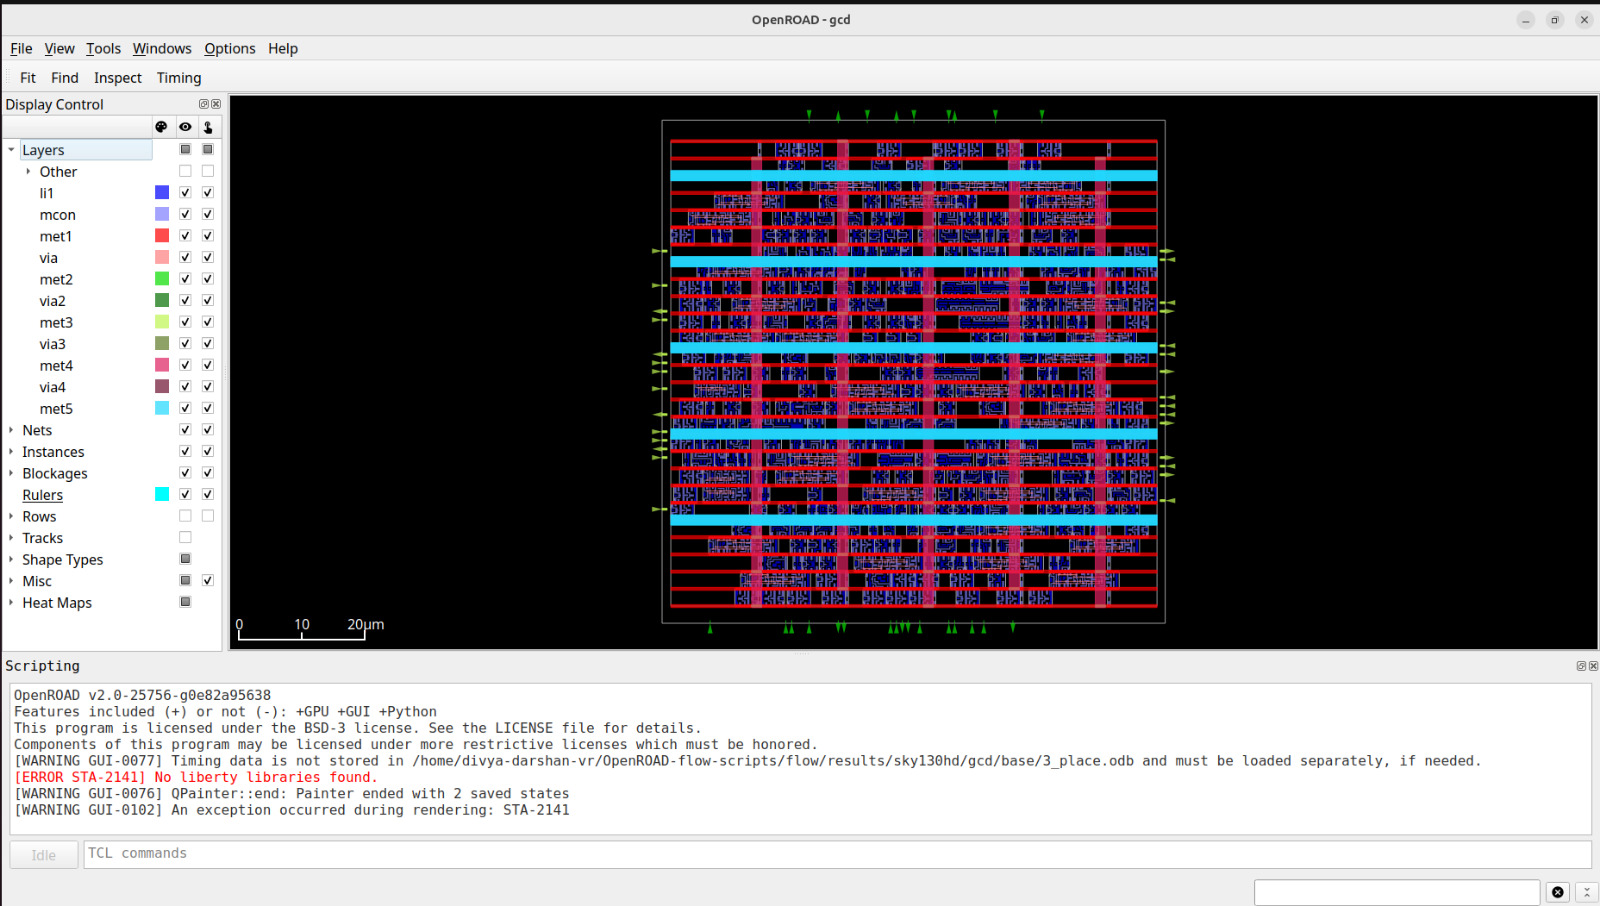 OpenROAD - gcd
File View Tools Windows Options Help
Fit Find Inspect Timing
Display Control
Layers
Other
li1
mcon
met1
via
met2
via2
met3
via3
met4
via4
met5
Nets
Instances
Blockages
Rulers
Rows
Tracks
Shape Types
Misc
Heat Maps
0 10 20μm
Scripting
OpenROAD v2.0-25756-g0e82a95638
Features included (+) or not (-): +GPU +GUI +Python
This program is licensed under the BSD-3 license. See the LICENSE file for details.
Components of this program may be licensed under more restrictive licenses which must be honored.
[WARNING GUI-0077] Timing data is not stored in /home/divya-darshan-vr/OpenROAD-flow-scripts/flow/results/sky130hd/gcd/base/3_place.odb and must be loaded separately, if needed.
[ERROR STA-2141] No liberty libraries found.
[WARNING GUI-0076] QPainter::end: Painter ended with 2 saved states
[WARNING GUI-0102] An exception occurred during rendering: STA-2141
Idle
TCL commands